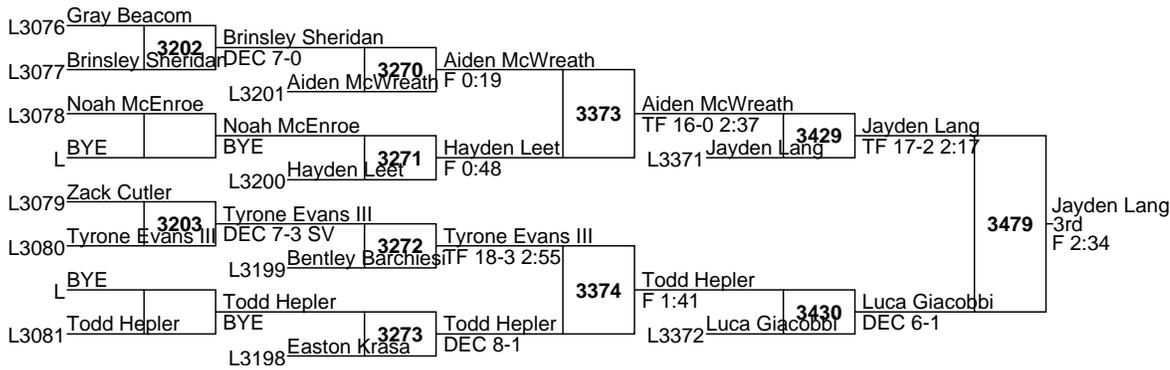 L3076 Gray Beacom
3202
L3077 Brinsley Sheridan
Brinsley Sheridan
DEC 7-0
3270
L3201 Aiden McWreath
Aiden McWreath
F 0:19
L3078 Noah McEnroe
L BYE
Noah McEnroe
BYE
3271
L3200 Hayden Leet
Hayden Leet
F 0:48
3373
Aiden McWreath
TF 16-0 2:37
3429
L3371 Jayden Lang
Jayden Lang
TF 17-2 2:17
L3079 Zack Cutler
3203
L3080 Tyrone Evans III
Tyrone Evans III
DEC 7-3 SV
3272
L3199 Bentley Barchiesi
Tyrone Evans III
TF 18-3 2:55
L BYE
L3081 Todd Hepler
Todd Hepler
BYE
3273
L3198 Easton Krasa
Todd Hepler
DEC 8-1
3374
Todd Hepler
F 1:41
3430
L3372 Luca Giacobbi
Luca Giacobbi
DEC 6-1
3479
Jayden Lang
3rd
F 2:34